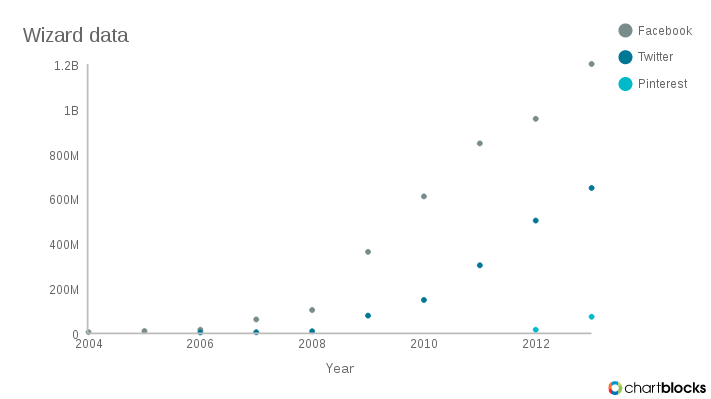 Wizard data
Facebook
Twitter
Pinterest
1.2B
1B
800M
600M
400M
200M
0
2004 2006 2008 2010 2012
Year
chartblocks